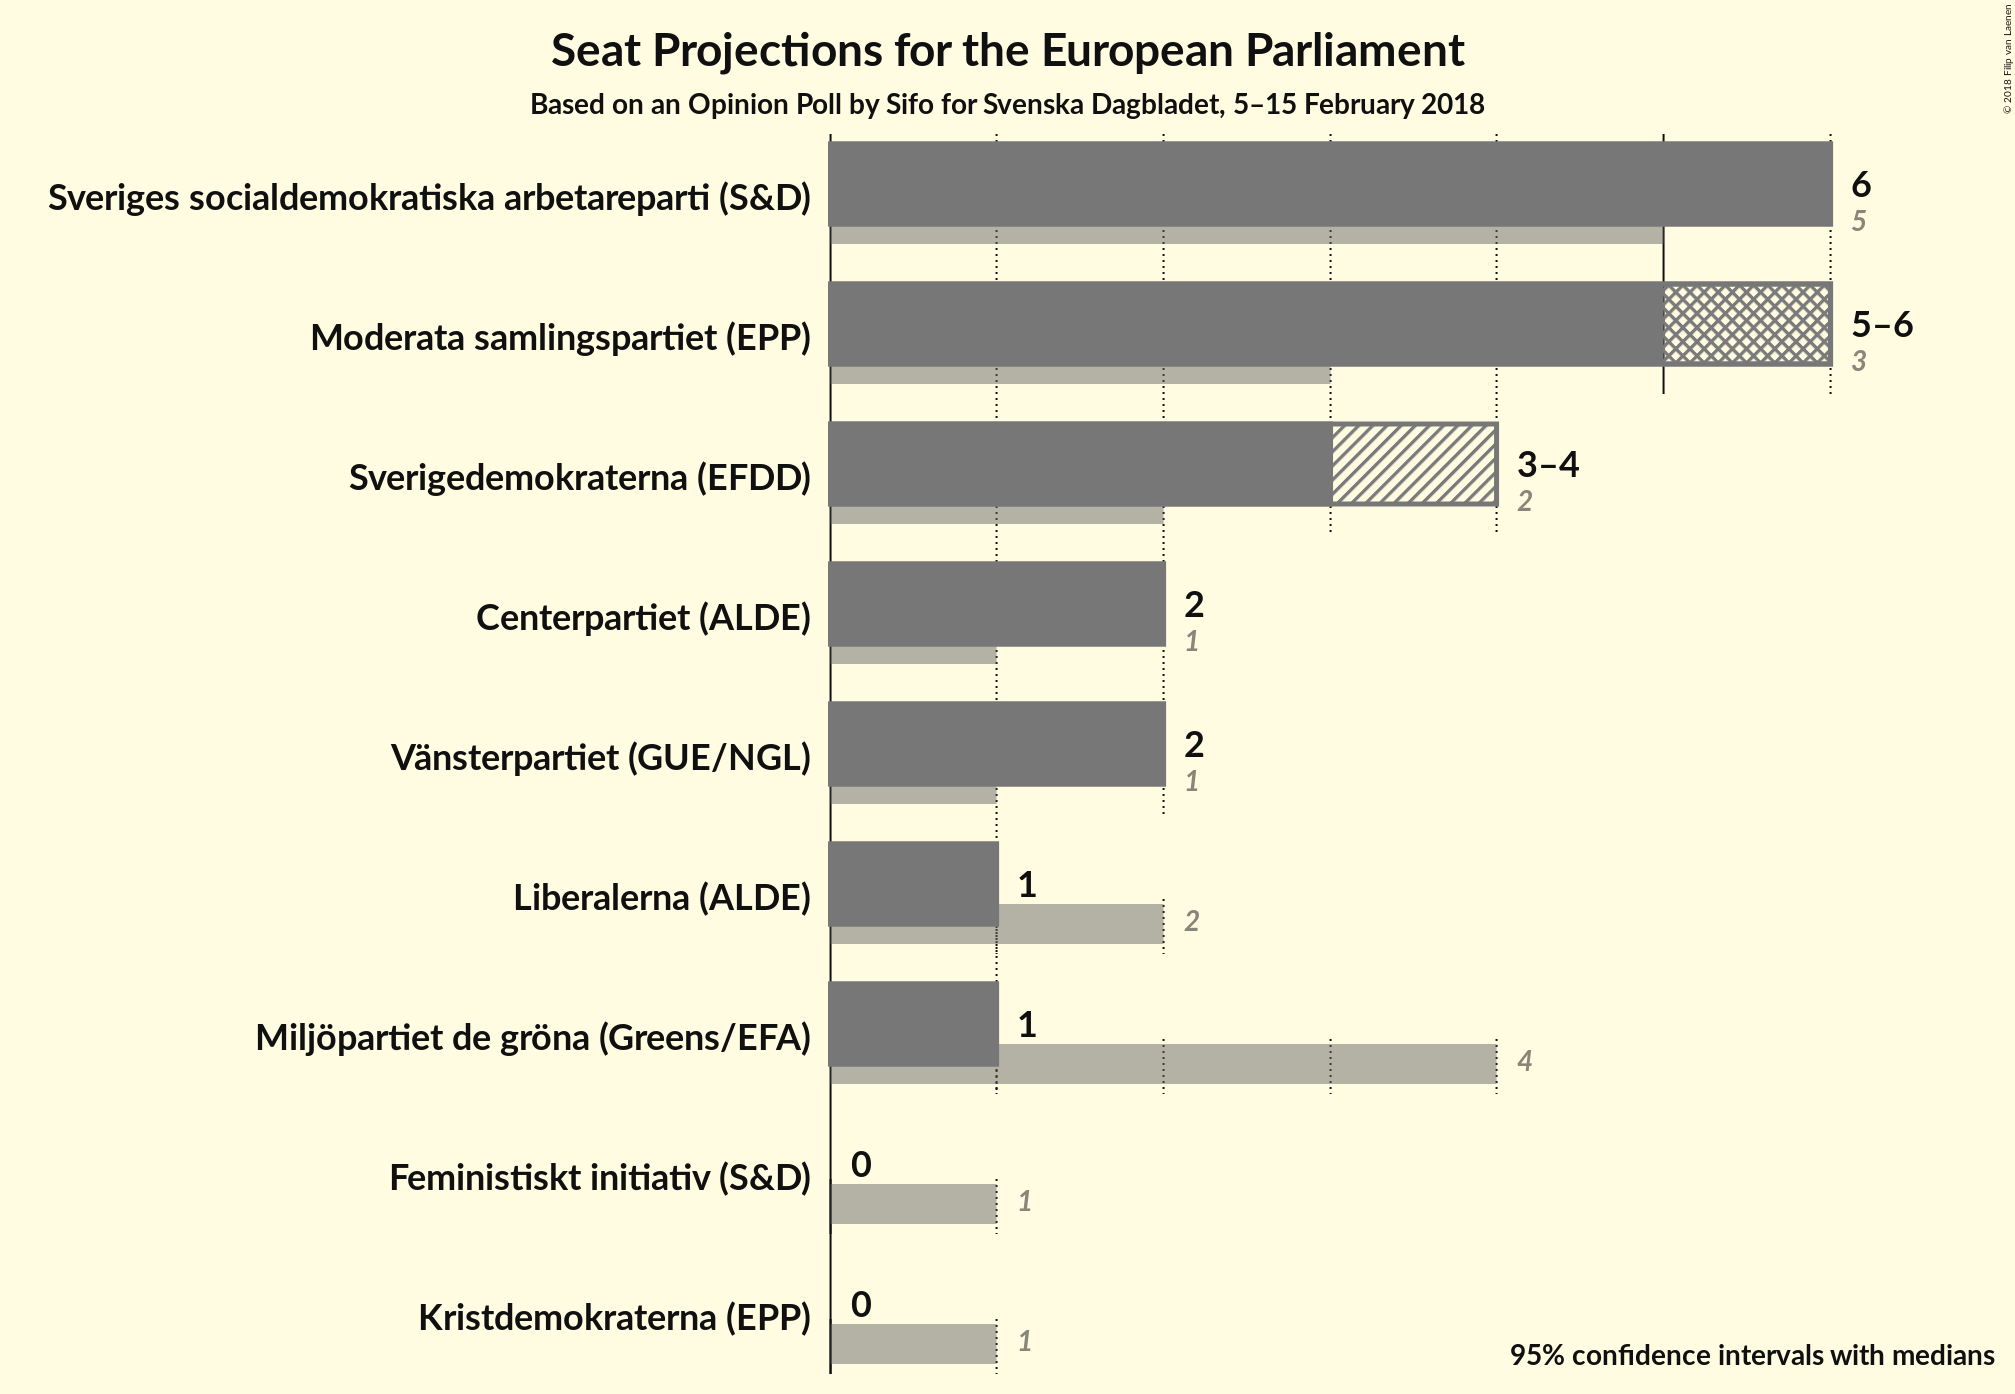 Seat Projections for the European Parliament
Based on an Opinion Poll by Sifo for Svenska Dagbladet, 5–15 February 2018
© 2018 Filip van Laenen
Sveriges socialdemokratiska arbetareparti (S&D)
6
5
Moderata samlingspartiet (EPP)
5–6
3
Sverigedemokraterna (EFDD)
3–4
2
Centerpartiet (ALDE)
2
1
Vänsterpartiet (GUE/NGL)
2
1
Liberalerna (ALDE)
1
2
Miljöpartiet de gröna (Greens/EFA)
1
4
Feministiskt initiativ (S&D)
0
1
Kristdemokraterna (EPP)
0
1
95% confidence intervals with medians